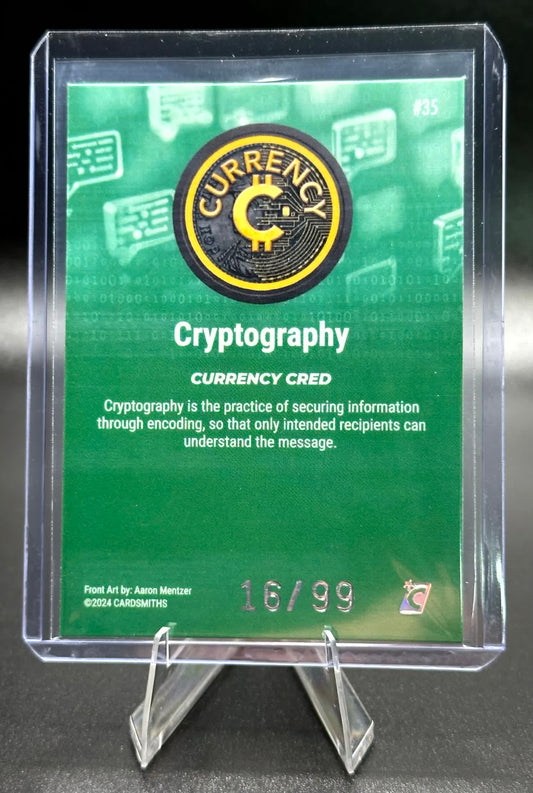 #35
CURRENCY
C
Cryptography
CURRENCY CRED
Cryptography is the practice of securing information
through encoding, so that only intended recipients can
understand the message.
Front Art by: Aaron Mentzer
©2024 CARDSMITHS
16/99
C